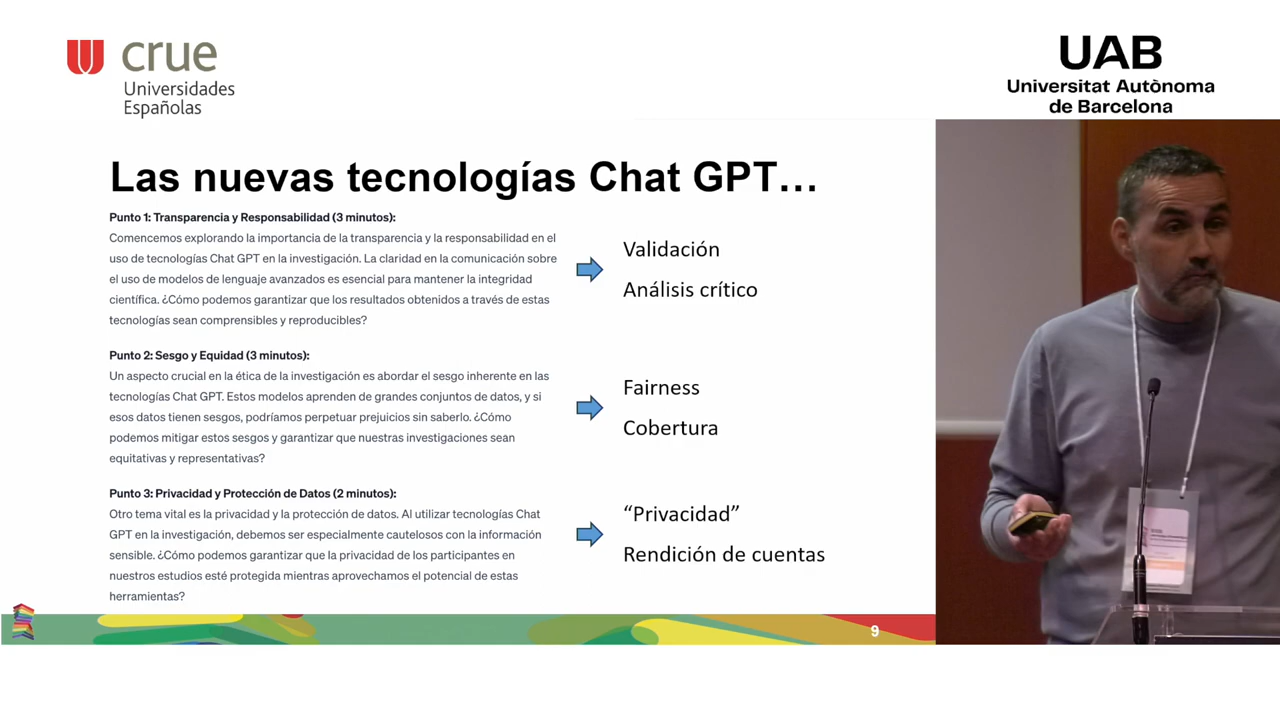 crue
Universidades
Españolas
UAB
Universitat Autònoma
de Barcelona
Las nuevas tecnologías Chat GPT…
Punto 1: Transparencia y Responsabilidad (3 minutos):
Comencemos explorando la importancia de la transparencia y la responsabilidad en el
uso de tecnologías Chat GPT en la investigación. La claridad en la comunicación sobre
el uso de modelos de lenguaje avanzados es esencial para mantener la integridad
científica. ¿Cómo podemos garantizar que los resultados obtenidos a través de estas
tecnologías sean comprensibles y reproducibles?
Validación
Análisis crítico
Punto 2: Sesgo y Equidad (3 minutos):
Un aspecto crucial en la ética de la investigación es abordar el sesgo inherente en las
tecnologías Chat GPT. Estos modelos aprenden de grandes conjuntos de datos, y si
esos datos tienen sesgos, podríamos perpetuar prejuicios sin saberlo. ¿Cómo
podemos mitigar estos sesgos y garantizar que nuestras investigaciones sean
equitativas y representativas?
Fairness
Cobertura
Punto 3: Privacidad y Protección de Datos (2 minutos):
Otro tema vital es la privacidad y la protección de datos. Al utilizar tecnologías Chat
GPT en la investigación, debemos ser especialmente cautelosos con la información
sensible. ¿Cómo podemos garantizar que la privacidad de los participantes en
nuestros estudios esté protegida mientras aprovechamos el potencial de estas
herramientas?
“Privacidad”
Rendición de cuentas
9